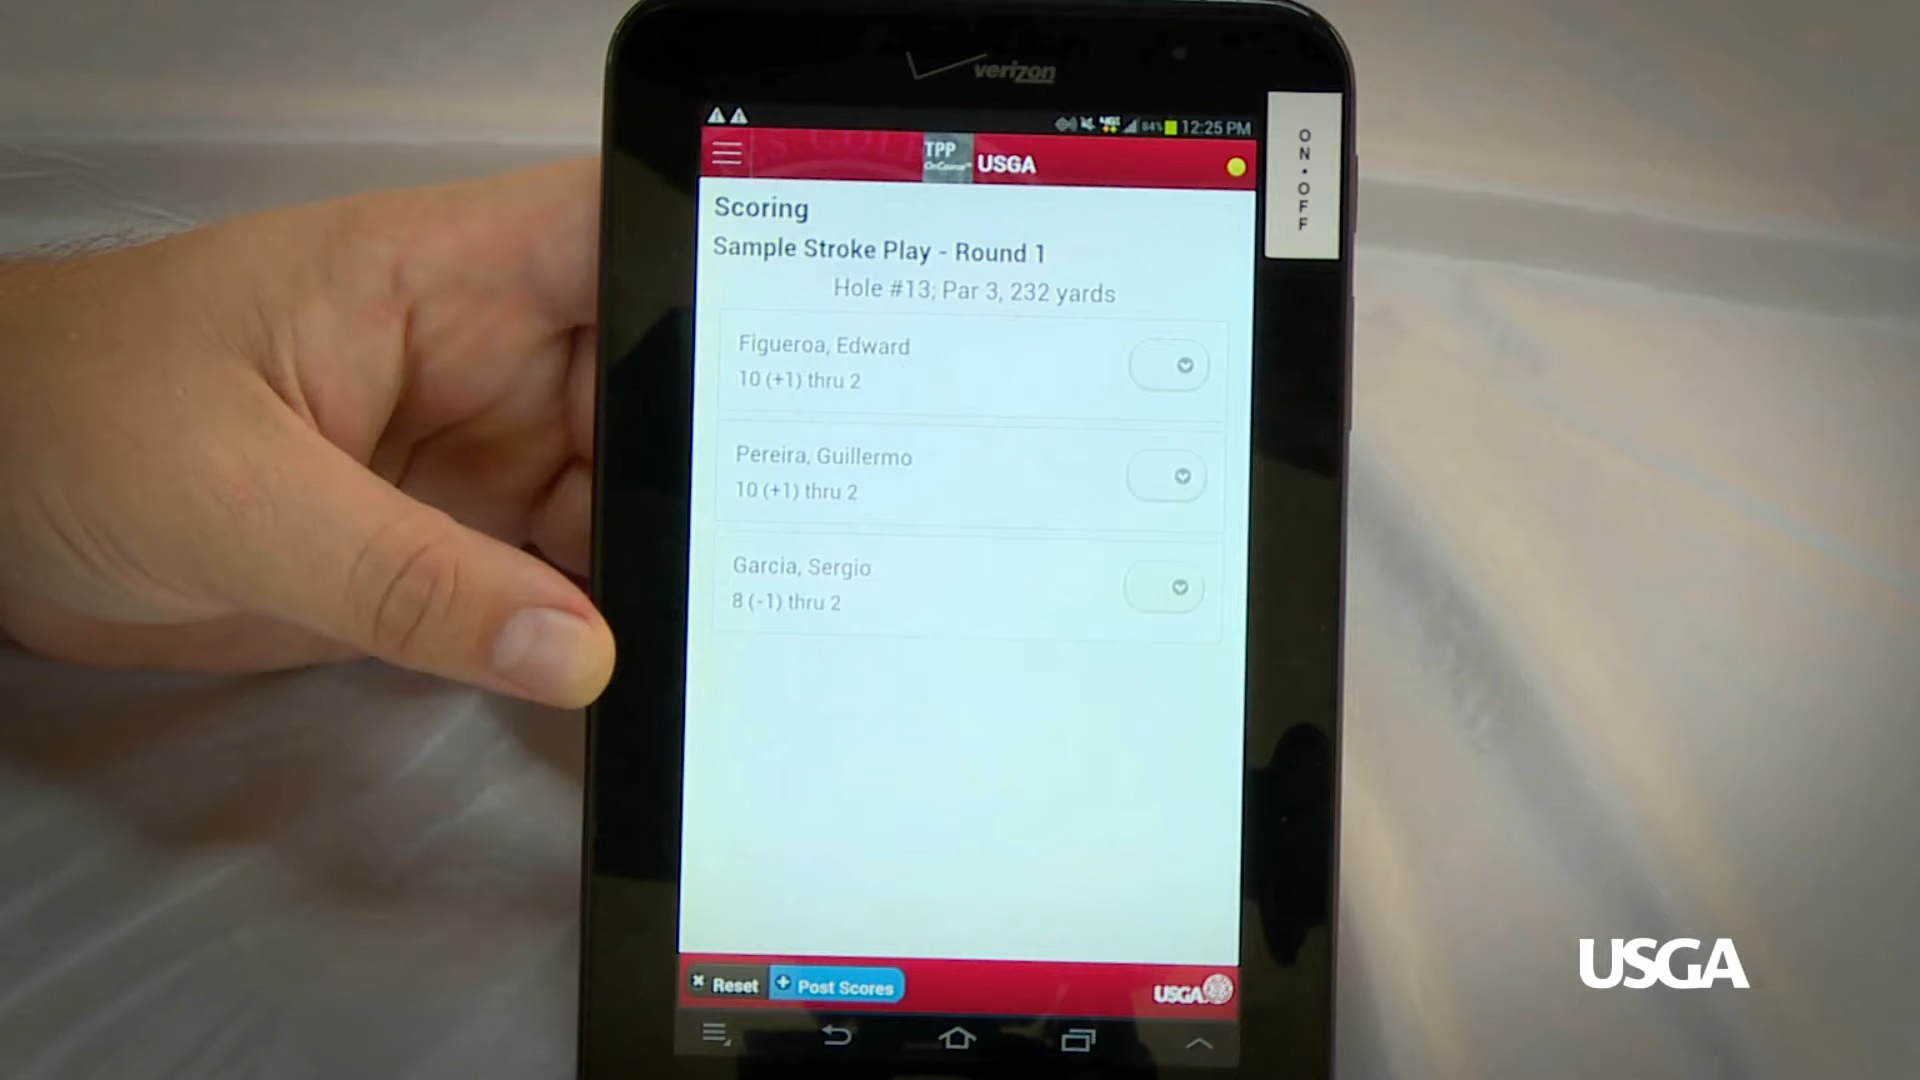 verizon
84% 12:25 PM
TPP
OnCourse
USGA
ON•OFF
Scoring
Sample Stroke Play - Round 1
Hole #13; Par 3, 232 yards
Figueroa, Edward
10 (+1) thru 2
Pereira, Guillermo
10 (+1) thru 2
Garcia, Sergio
8 (-1) thru 2
Reset
Post Scores
USGA
USGA